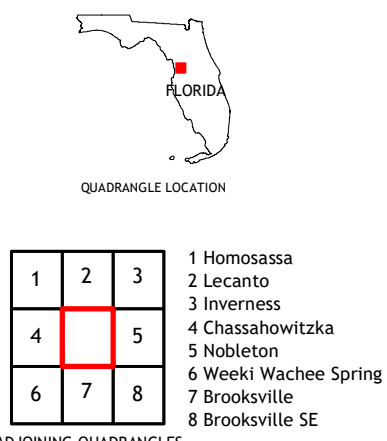 FLORIDA
QUADRANGLE LOCATION
1 2 3
4 5
6 7 8
1 Homosassa
2 Lecanto
3 Inverness
4 Chassahowitzka
5 Nobleton
6 Weeki Wachee Spring
7 Brooksville
8 Brooksville SE
ADJOINING QUADRANGLES